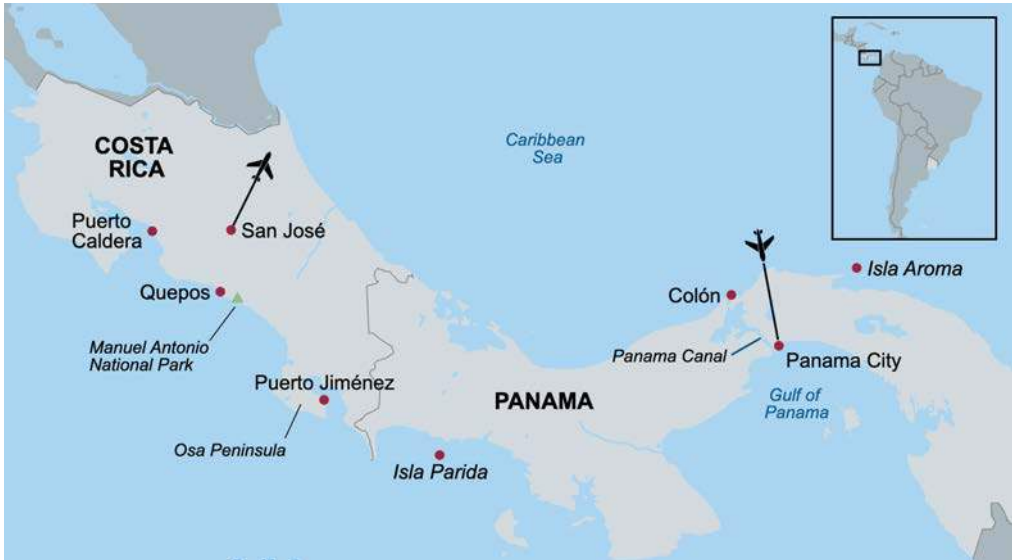 COSTA
RICA
Caribbean
Sea
Puerto
Caldera
San José
Isla Aroma
Quepos
Colón
Manuel Antonio
National Park
Panama Canal
Panama City
Puerto Jiménez
PANAMA
Gulf of
Panama
Osa Peninsula
Isla Parida